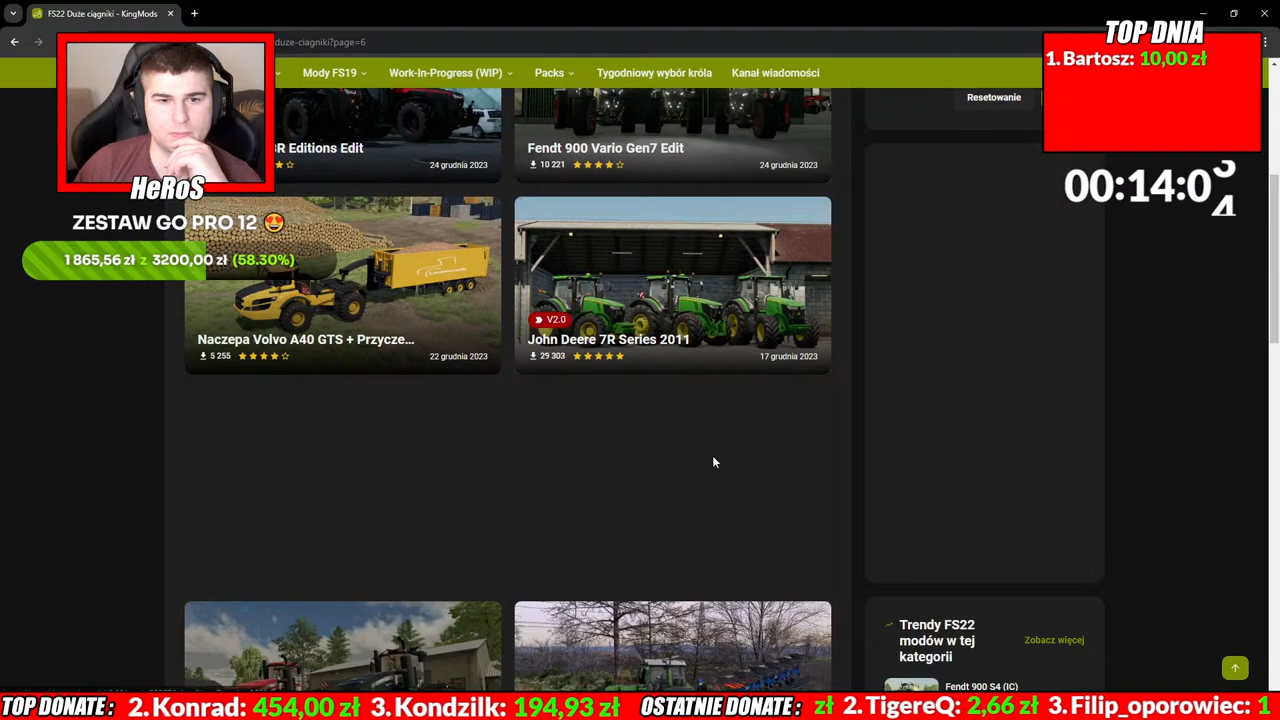 FS22 Duże ciągniki - KingMods
duze-ciagniki?page=6
TOP DNIA
1.Bartosz: 10,00 zł
Mody FS19
Work-In-Progress (WIP)
Packs
Tygodniowy wybór króla
Kanał wiadomości
Resetowanie
R Editions Edit
24 grudnia 2023
Fendt 900 Vario Gen7 Edit
10 221
24 grudnia 2023
HeRoS
00:14:0
ZESTAW GO PRO 12 😍
1 865,56 zł z 3200,00 zł (58.30%)
Naczepa Volvo A40 GTS + Przycze...
5 255
22 grudnia 2023
V2.0
John Deere 7R Series 2011
29 303
17 grudnia 2023
Trendy FS22
modów w tej
kategorii
Zobacz więcej
Fendt 900 S4 (IC)
TOP DONATE : 2.Konrad: 454,00 zł 3.Kondzilk: 194,93 zł OSTATNIE DONATE : zł 2.TigereQ: 2,66 zł 3.Filip_oporowiec: 1